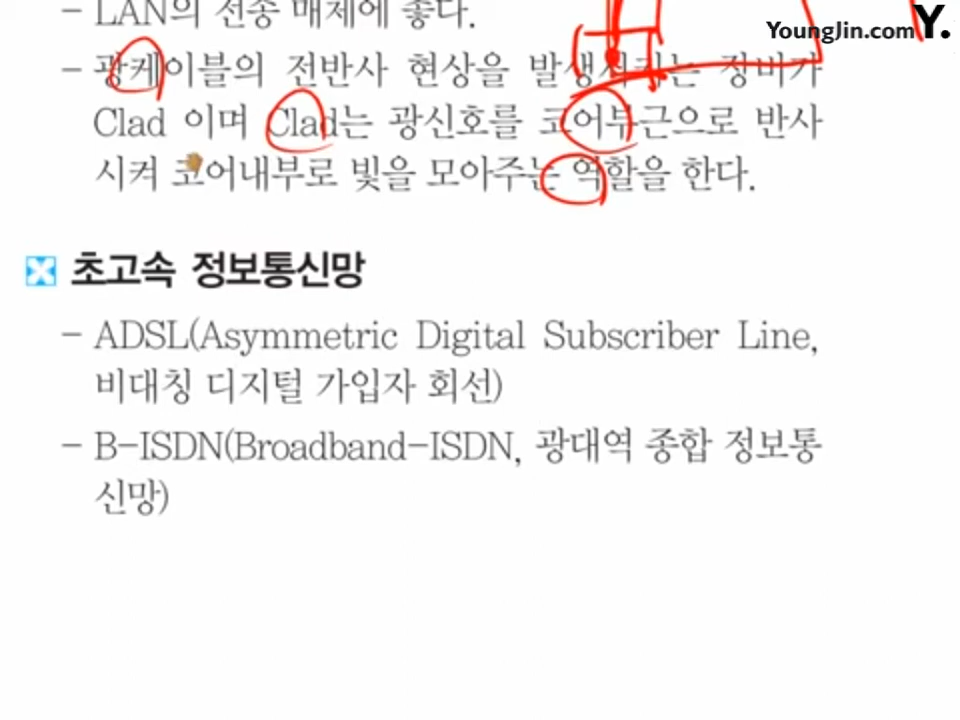 – LAN의 전송 매체에 좋다.
Younglin.com Y.
– 광케이블의 전반사 현상을 발생시키는 장비가
Clad 이며 Clad는 광신호를 코어부근으로 반사
시켜 코어내부로 빛을 모아주는 역할을 한다.
초고속 정보통신망
– ADSL(Asymmetric Digital Subscriber Line,
비대칭 디지털 가입자 회선)
– B-ISDN(Broadband-ISDN, 광대역 종합 정보통
신망)